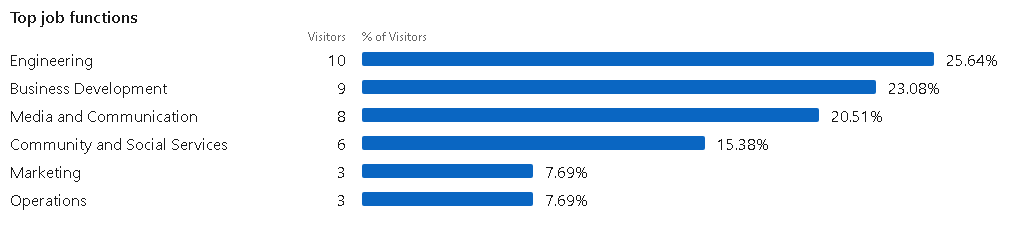 Top job functions
Visitors % of Visitors
Engineering 10 25.64%
Business Development 9 23.08%
Media and Communication 8 20.51%
Community and Social Services 6 15.38%
Marketing 3 7.69%
Operations 3 7.69%